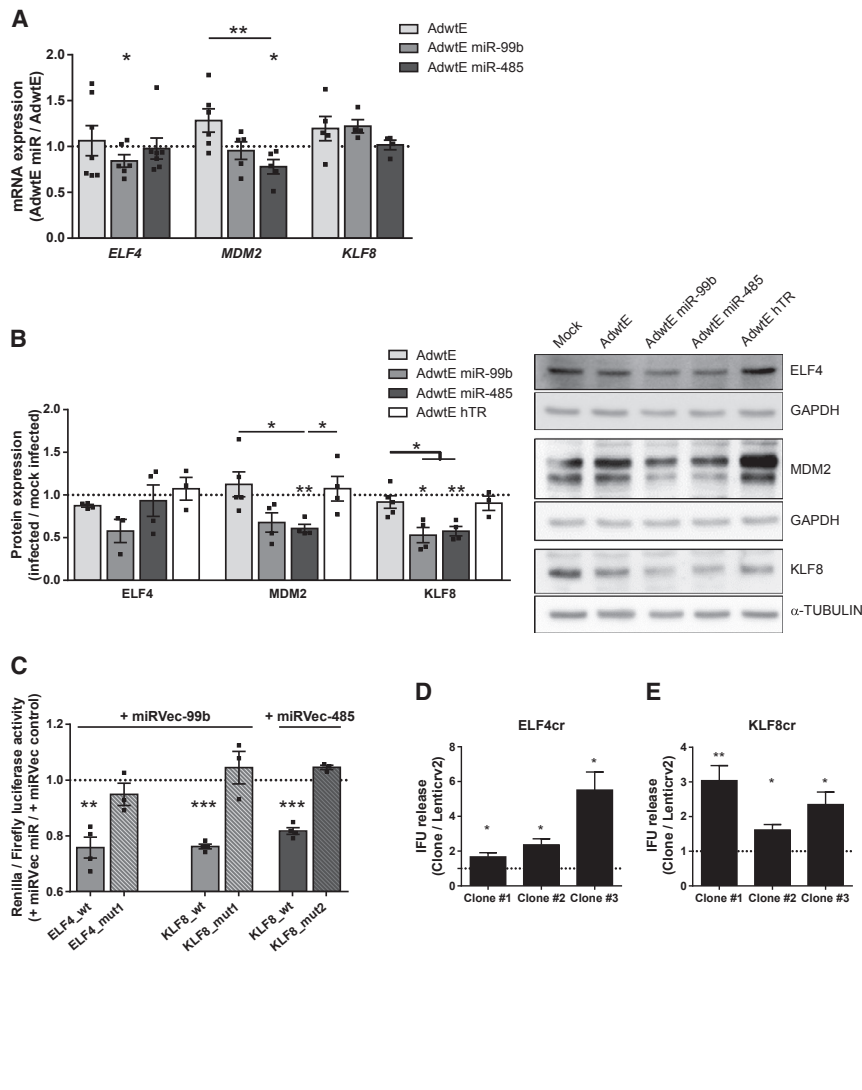 A
AdwtE
AdwtE miR-99b
AdwtE miR-485
mRNA expression
(AdwtE miR / AdwtE)
2.0
1.5
1.0
0.5
0.0
*
**
*
ELF4
MDM2
KLF8
B
AdwtE
AdwtE miR-99b
AdwtE miR-485
AdwtE hTR
Protein expression
(infected / mock infected)
2.0
1.5
1.0
0.5
0.0
*
*
**
*
*
**
ELF4
MDM2
KLF8
Mock
AdwtE
AdwtE miR-99b
AdwtE miR-485
AdwtE hTR
ELF4
GAPDH
MDM2
GAPDH
KLF8
α-TUBULIN
C
Renilla / Firefly luciferase activity
(+ miRVec miR / + miRVec control)
+ miRVec-99b
+ miRVec-485
1.2
1.0
0.8
0.6
**
***
***
ELF4_wt
ELF4_mut1
KLF8_wt
KLF8_mut1
KLF8_wt
KLF8_mut2
D
ELF4cr
IFU release
(Clone / Lenticrv2)
8
6
4
2
0
*
*
*
Clone #1
Clone #2
Clone #3
E
KLF8cr
IFU release
(Clone / Lenticrv2)
4
3
2
1
0
**
*
*
Clone #1
Clone #2
Clone #3